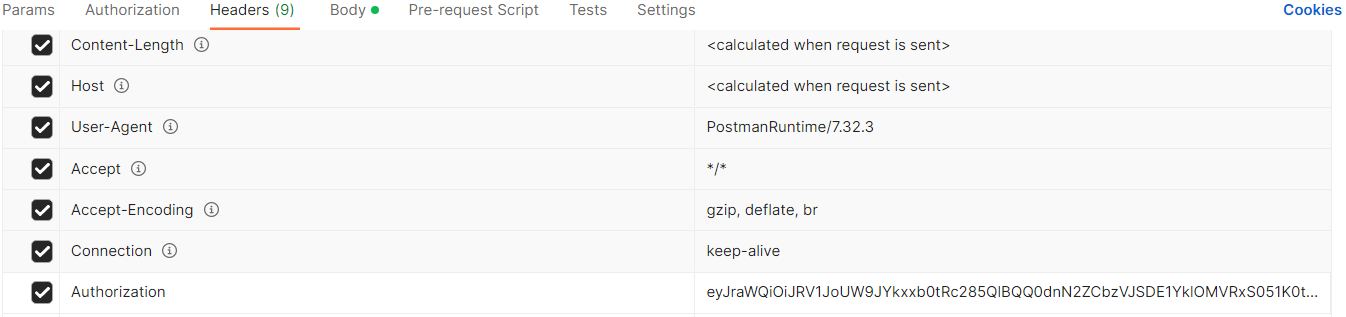 Params Authorization Headers (9) Body Pre-request Script Tests Settings Cookies
Content-Length <calculated when request is sent>
Host <calculated when request is sent>
User-Agent PostmanRuntime/7.32.3
Accept */*
Accept-Encoding gzip, deflate, br
Connection keep-alive
Authorization eyJraWQiOiJRV1JoUW9JYkxxb0tRc285QlBQQ0dnN2ZCbzVJSDE1YklOMVRxS051K0t...